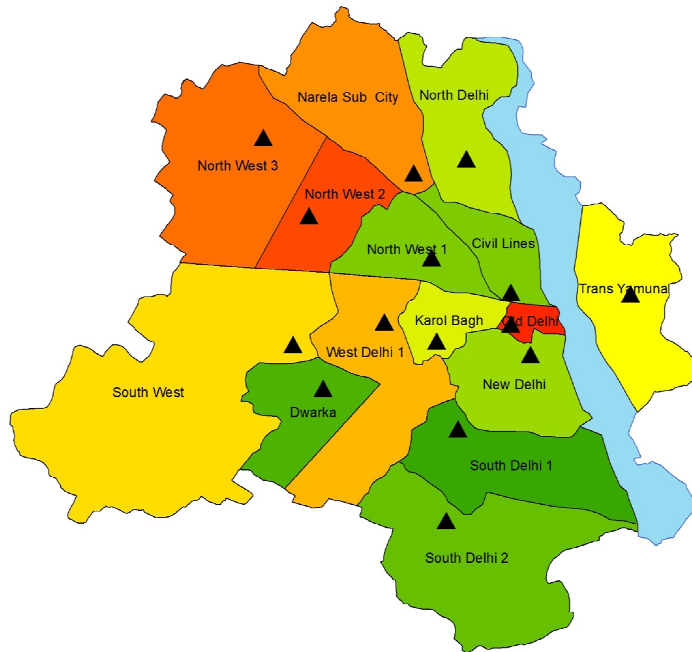 Narela Sub City
North Delhi
North West 3
North West 2
Civil Lines
North West 1
Trans Yamuna
Karol Bagh
Old Delhi
West Delhi 1
New Delhi
South West
Dwarka
South Delhi 1
South Delhi 2